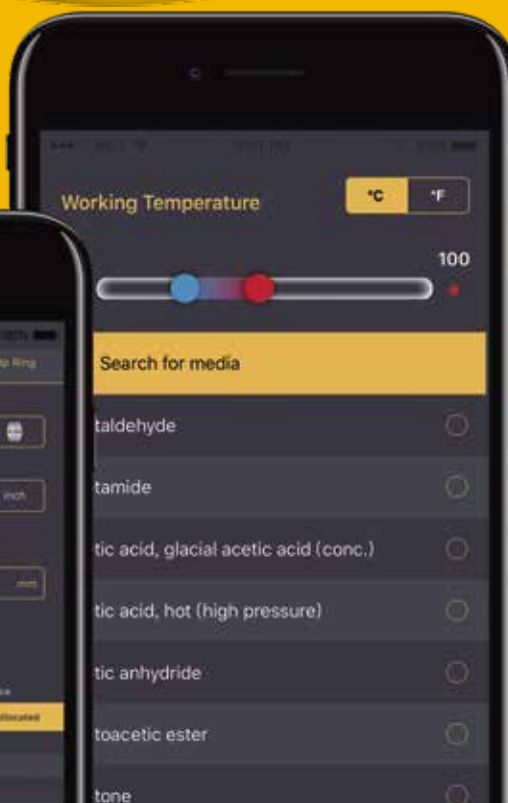 Working Temperature
°C °F
100
Search for media
taldehyde
tamide
tic acid, glacial acetic acid (conc.)
tic acid, hot (high pressure)
tic anhydride
toacetic ester
tone
Ring
inch
mm